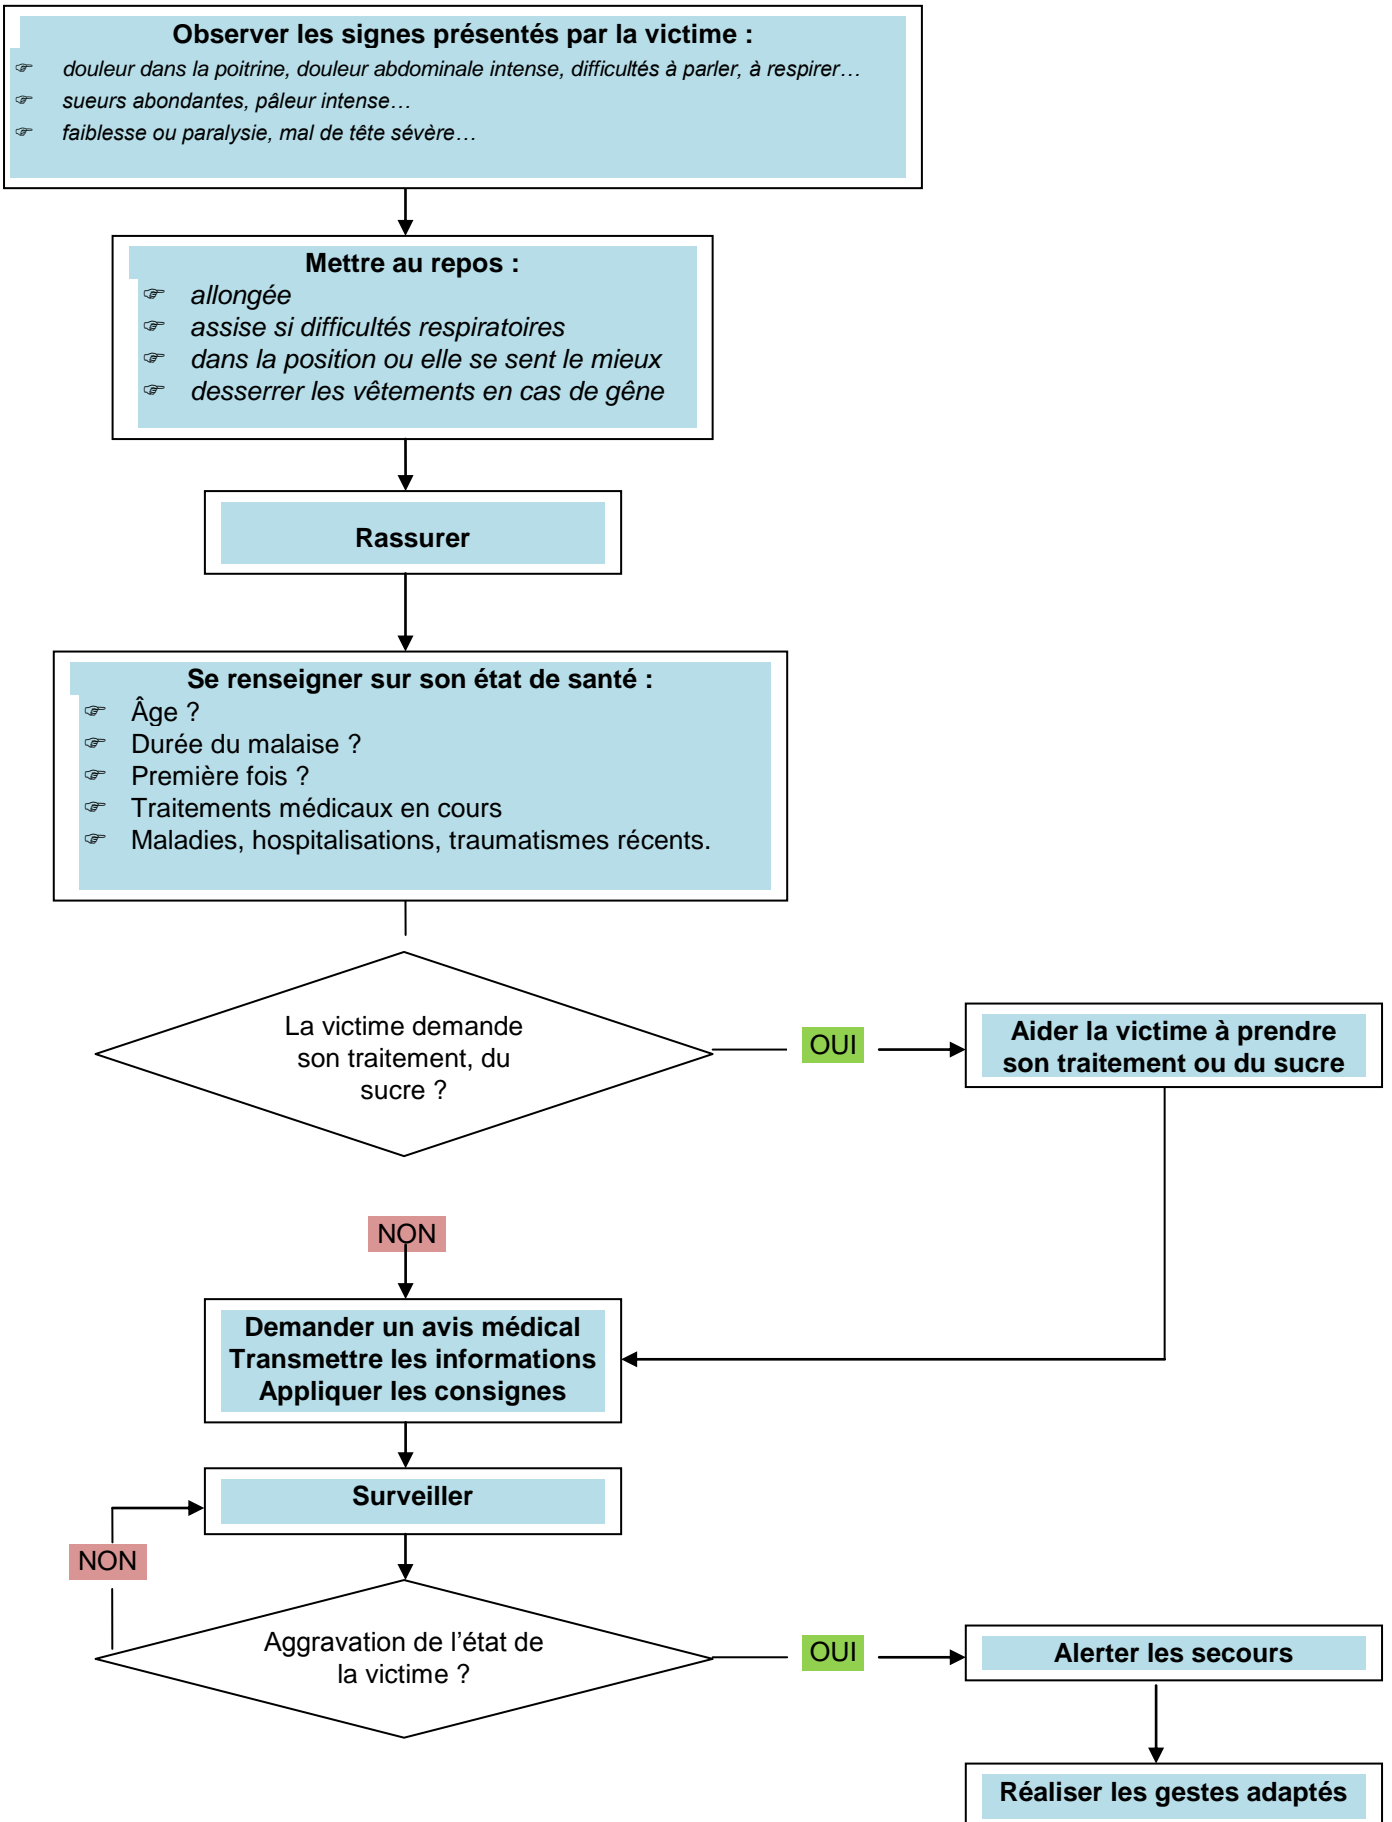 Observer les signes présentés par la victime :
☞ douleur dans la poitrine, douleur abdominale intense, difficultés à parler, à respirer…
☞ sueurs abondantes, pâleur intense…
☞ faiblesse ou paralysie, mal de tête sévère…
Mettre au repos :
☞ allongée
☞ assise si difficultés respiratoires
☞ dans la position ou elle se sent le mieux
☞ desserrer les vêtements en cas de gêne
Rassurer
Se renseigner sur son état de santé :
☞ Âge ?
☞ Durée du malaise ?
☞ Première fois ?
☞ Traitements médicaux en cours
☞ Maladies, hospitalisations, traumatismes récents.
La victime demande
son traitement, du
sucre ?
OUI
Aider la victime à prendre
son traitement ou du sucre
NON
Demander un avis médical
Transmettre les informations
Appliquer les consignes
Surveiller
NON
Aggravation de l’état de
la victime ?
OUI
Alerter les secours
Réaliser les gestes adaptés